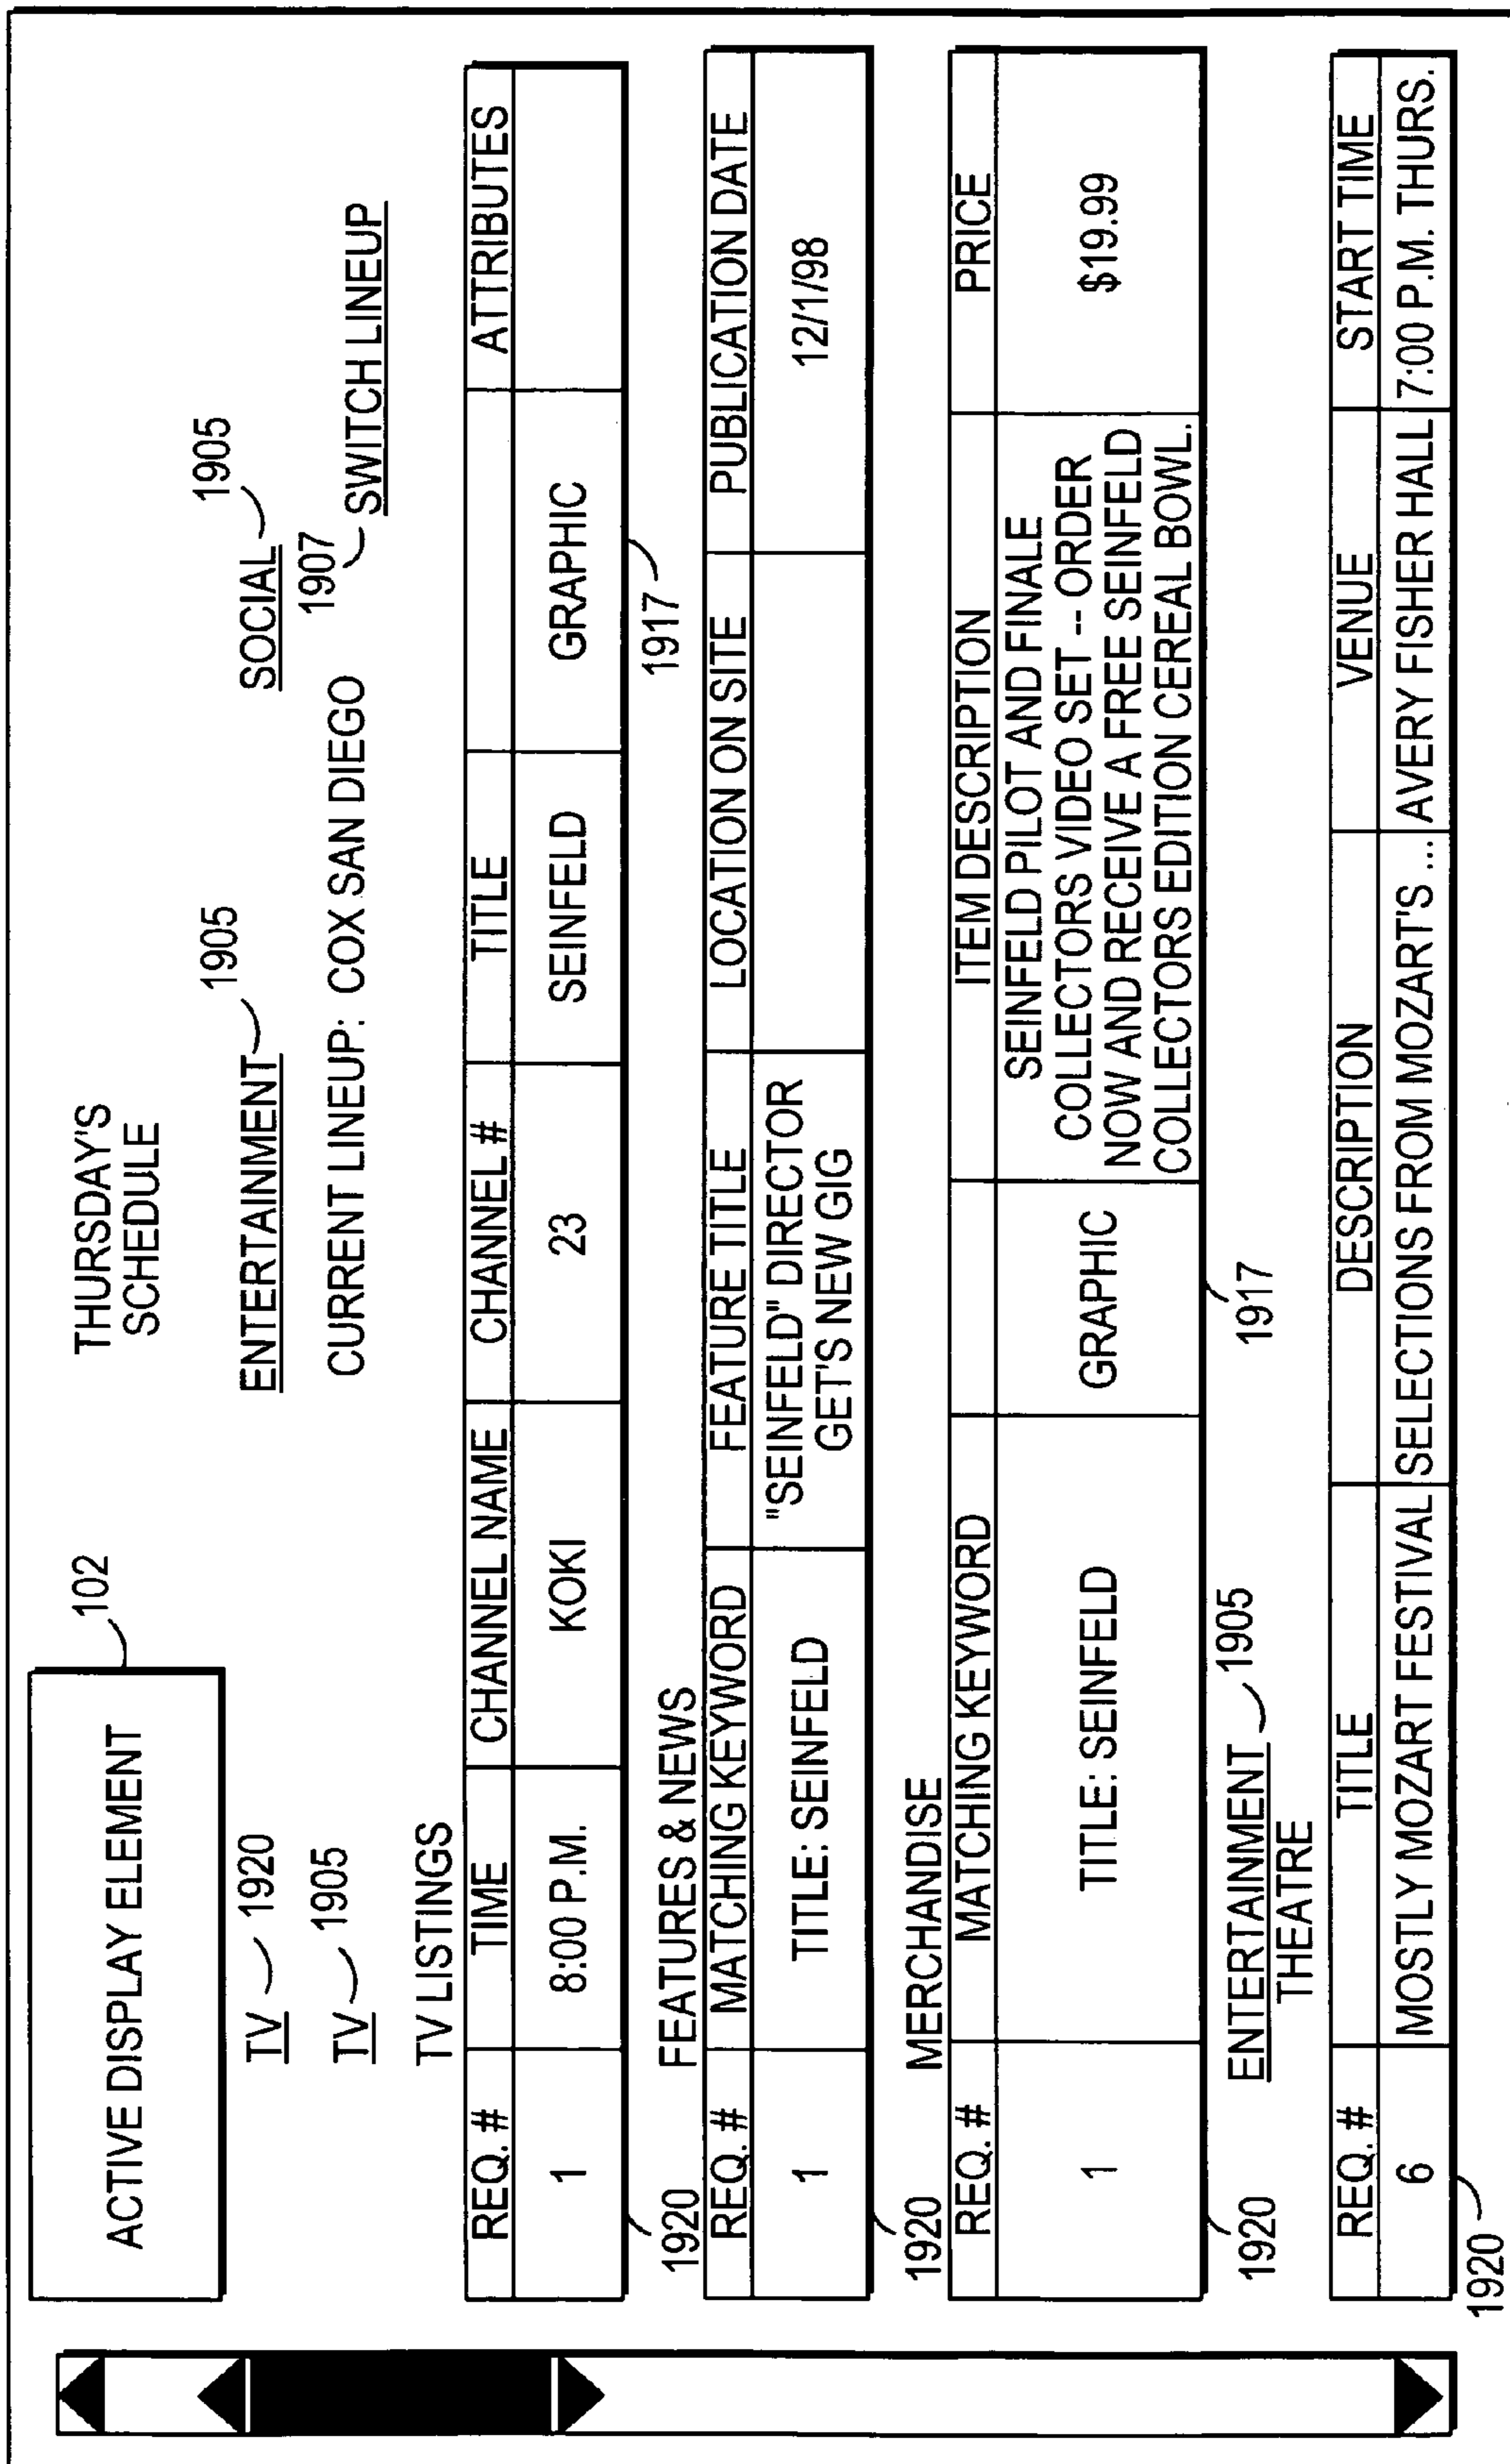 ACTIVE DISPLAY ELEMENT
102
THURSDAY'S
SCHEDULE
TV 1920
ENTERTAINMENT 1905
SOCIAL 1905
TV 1905
CURRENT LINEUP: COX SAN DIEGO
1907 SWITCH LINEUP
TV LISTINGS
REQ. # TIME CHANNEL NAME CHANNEL # TITLE ATTRIBUTES
1 8:00 P.M. KOKI 23 SEINFELD GRAPHIC
1920 1917
FEATURES & NEWS
REQ. # MATCHING KEYWORD FEATURE TITLE LOCATION ON SITE PUBLICATION DATE
1 TITLE: SEINFELD "SEINFELD" DIRECTOR 12/1/98
GET'S NEW GIG
1920
MERCHANDISE
REQ. # MATCHING KEYWORD ITEM DESCRIPTION PRICE
1 TITLE: SEINFELD GRAPHIC SEINFELD PILOT AND FINALE $19.99
COLLECTORS VIDEO SET -- ORDER
NOW AND RECEIVE A FREE SEINFELD
COLLECTORS EDITION CEREAL BOWL.
1920 1917
ENTERTAINMENT 1905
THEATRE
REQ. # TITLE DESCRIPTION VENUE START TIME
6 MOSTLY MOZART FESTIVAL SELECTIONS FROM MOZART'S ... AVERY FISHER HALL 7:00 P.M. THURS.
1920